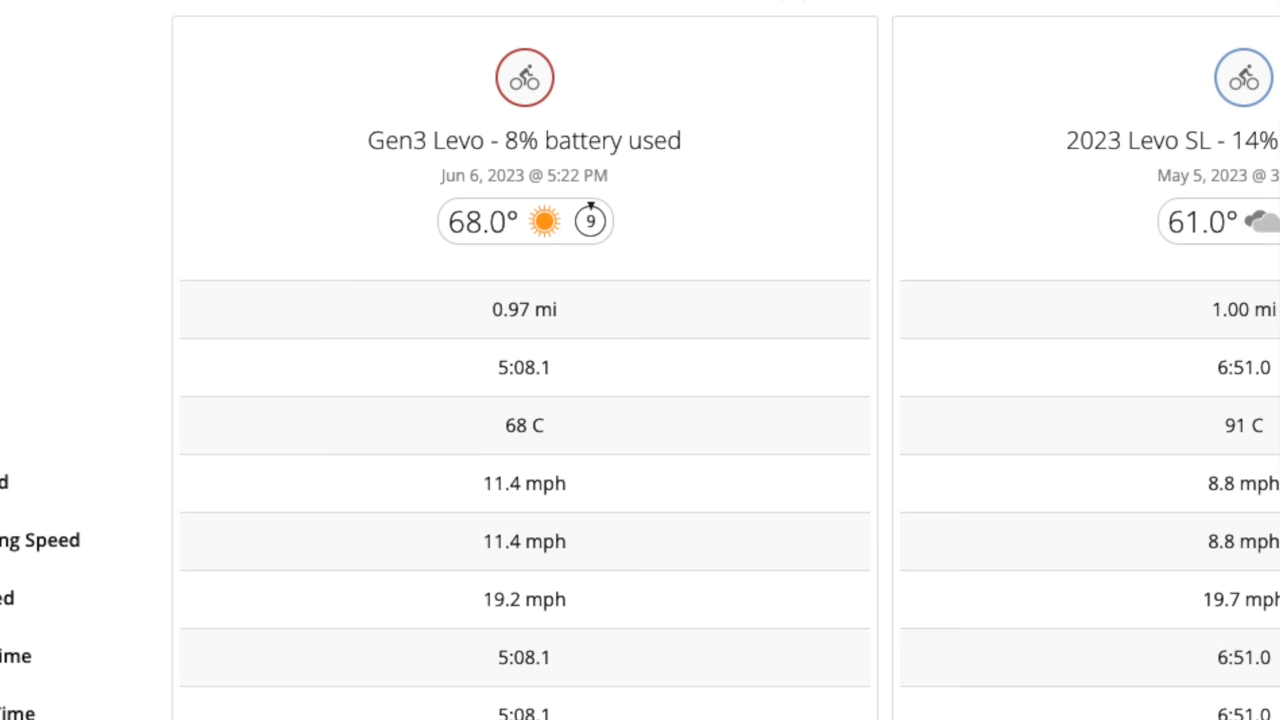 Gen3 Levo - 8% battery used
2023 Levo SL - 14%
Jun 6, 2023 @ 5:22 PM
May 5, 2023 @ 3
68.0° 9
61.0°
0.97 mi
1.00 mi
5:08.1
6:51.0
68 C
91 C
d
11.4 mph
8.8 mph
ng Speed
11.4 mph
8.8 mph
ed
19.2 mph
19.7 mph
ime
5:08.1
6:51.0
Time
5:08.1
6:51.0